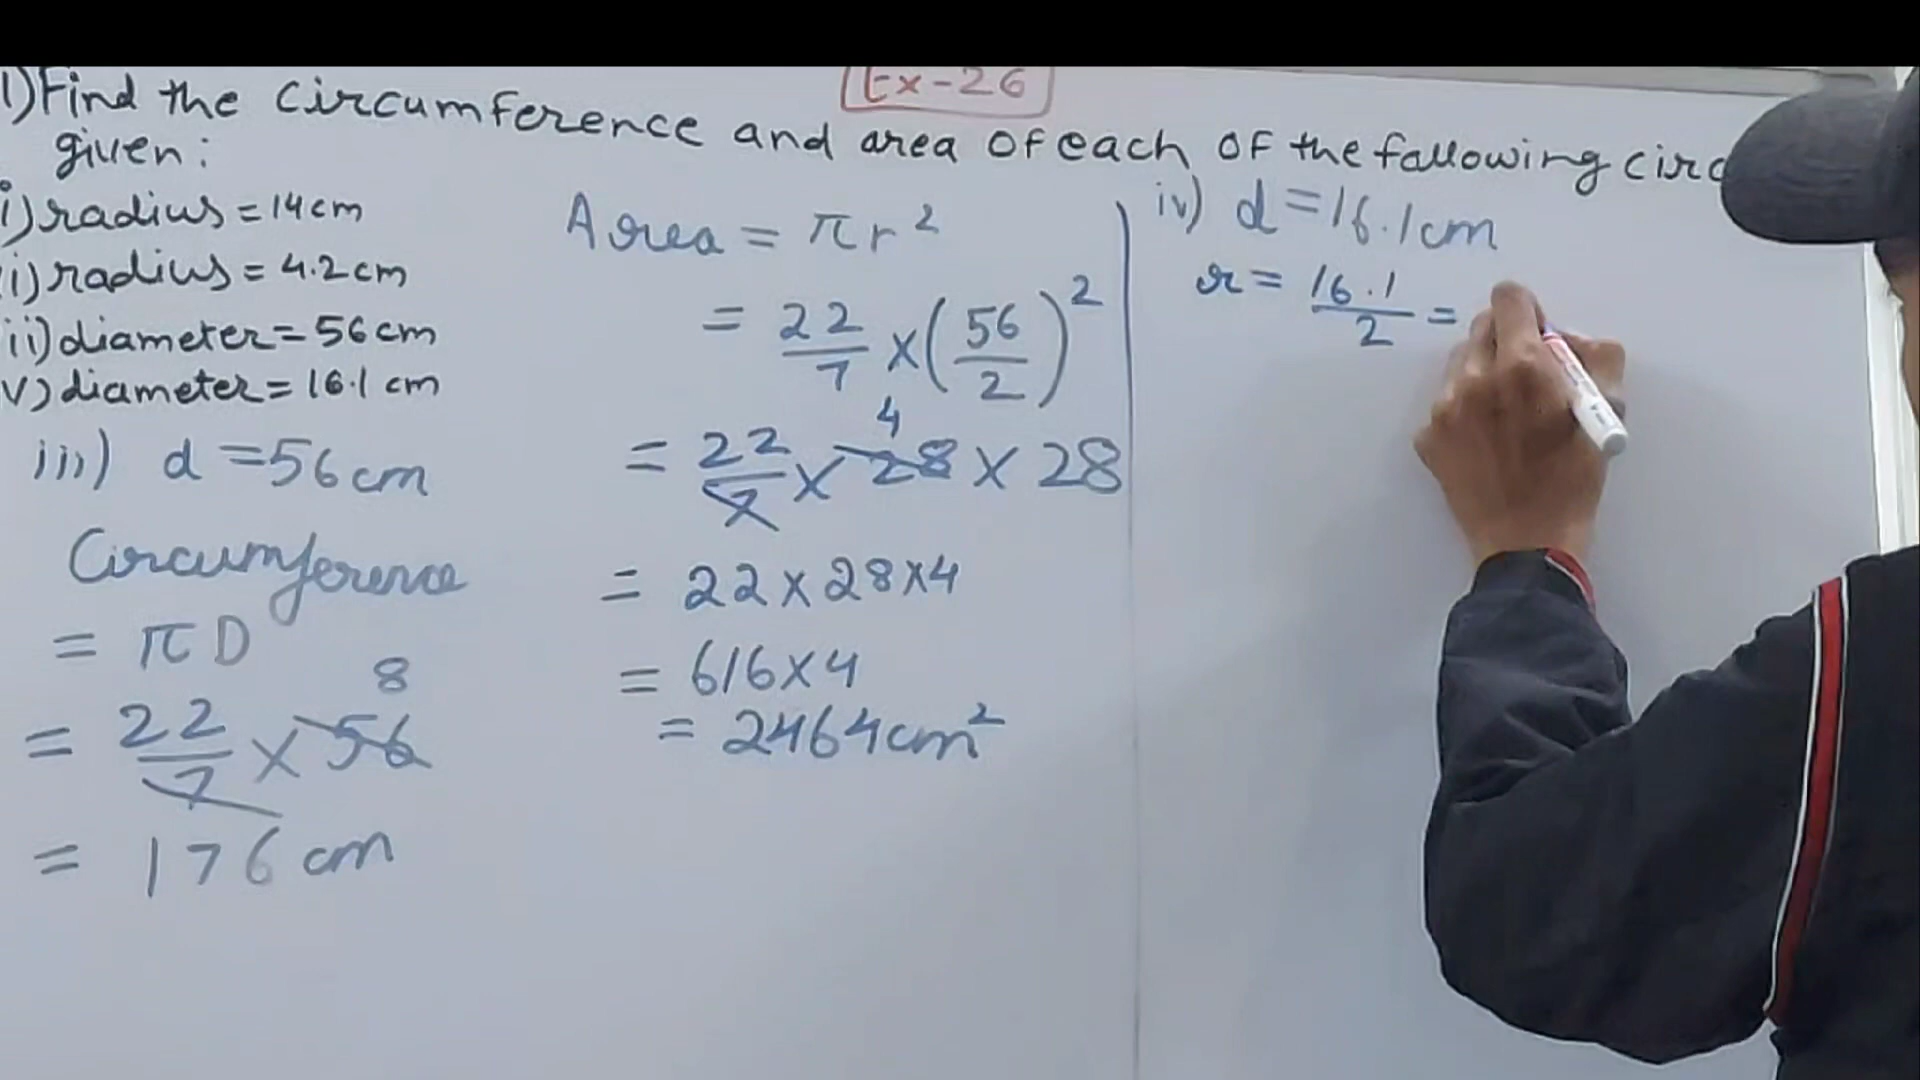 Ex-26
1) Find the circumference and area of each of the fallowing circ
given:
i) radius = 14cm
i) radius = 4.2cm
ii) diameter = 56cm
v) diameter = 16.1 cm
iii) d = 56cm
Circumference
= πD
8
= 22/7 × 56
= 176 cm
Area = πr²
= 22/7 × (56/2)²
4
= 22/7 × 28 × 28
= 22×28×4
= 616×4
= 2464cm²
iv) d = 16.1cm
r = 16.1/2 =